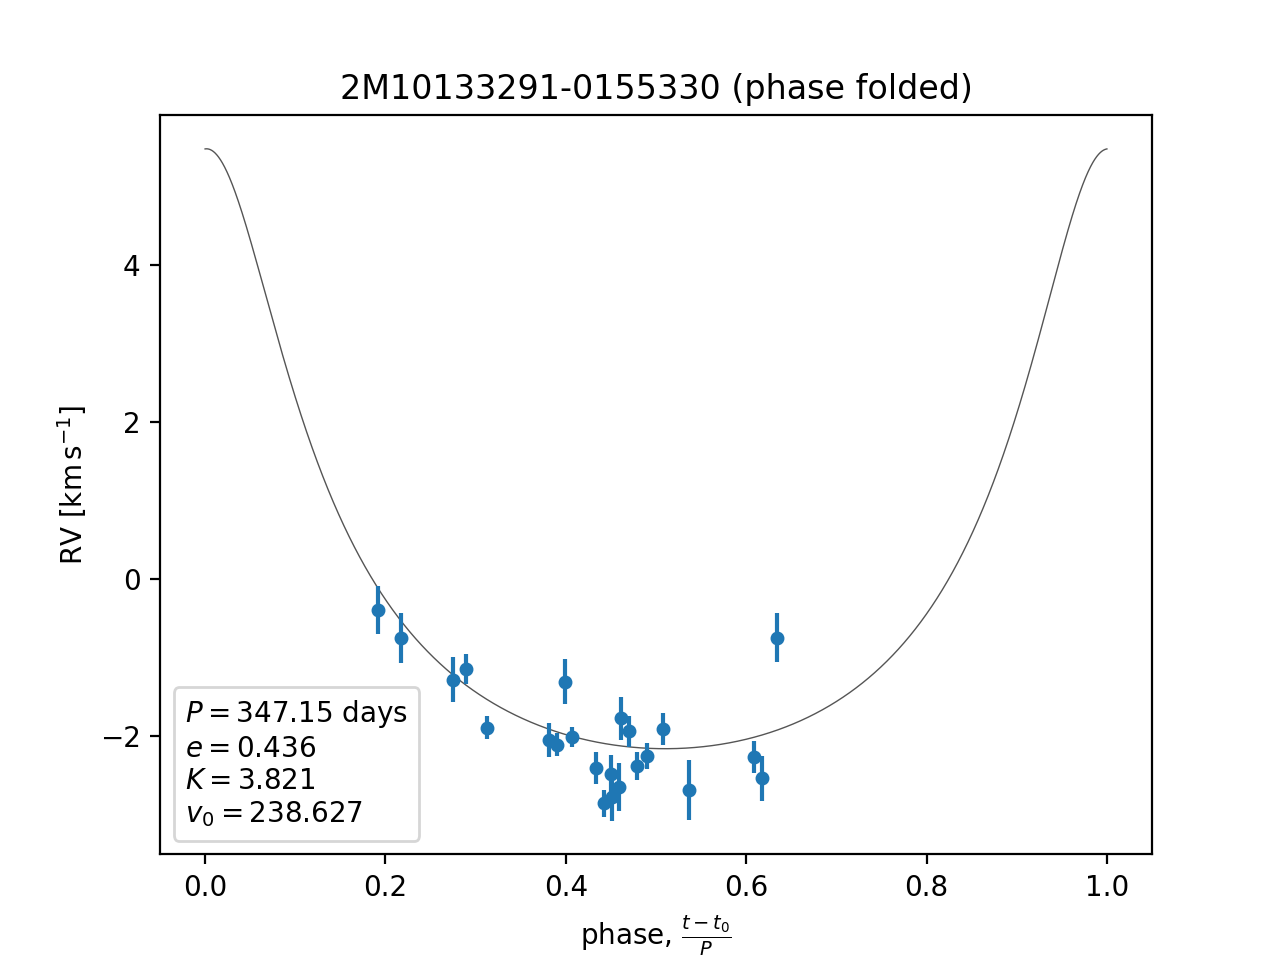 2M10133291-0155330 (phase folded)
4
2
0
−2
RV [km s⁻¹]
P = 347.15 days
e = 0.436
K = 3.821
v₀ = 238.627
0.0 0.2 0.4 0.6 0.8 1.0
phase, (t − t₀)/P